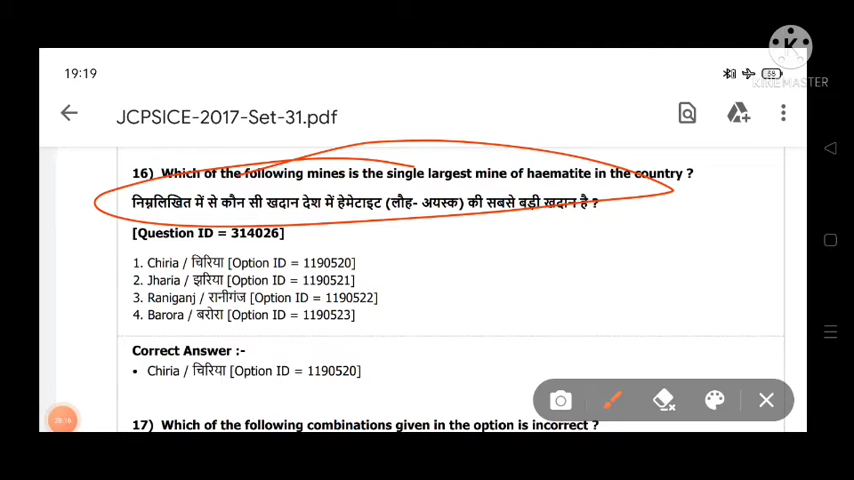 19:19
58
K
KINEMASTER
JCPSICE-2017-Set-31.pdf
16) Which of the following mines is the single largest mine of haematite in the country ?
निम्नलिखित में से कौन सी खदान देश में हेमेटाइट (लौह- अयस्क) की सबसे बड़ी खदान है ?
[Question ID = 314026]
1. Chiria / चिरिया [Option ID = 1190520]
2. Jharia / झरिया [Option ID = 1190521]
3. Raniganj / रानीगंज [Option ID = 1190522]
4. Barora / बरोरा [Option ID = 1190523]
Correct Answer :-
• Chiria / चिरिया [Option ID = 1190520]
17) Which of the following combinations given in the option is incorrect ?